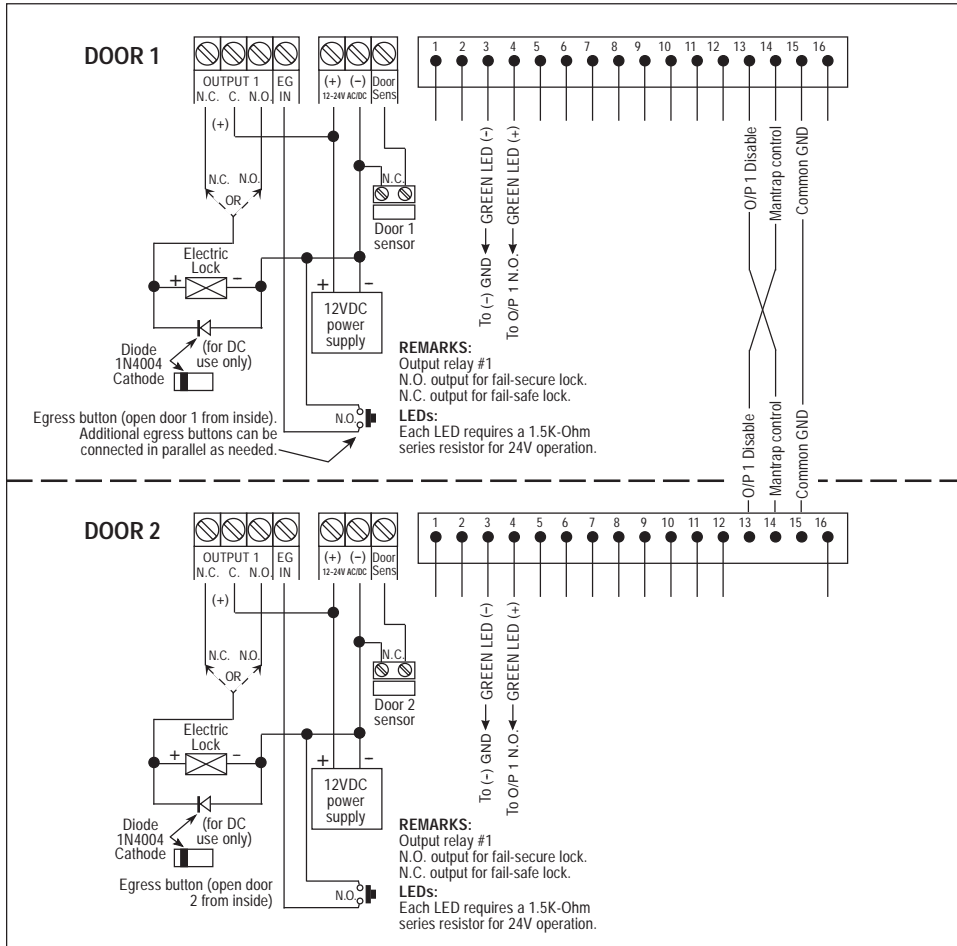 DOOR 1
OUTPUT 1 EG
N.C. C. N.O. IN
(+) (−) Door
12–24V AC/DC Sens
1 2 3 4 5 6 7 8 9 10 11 12 13 14 15 16
(+)
N.C. N.O.
OR
N.C.
Door 1
sensor
Electric
Lock
+ −
+ −
12VDC
power
supply
Diode
1N4004
Cathode
(for DC
use only)
To (−) GND GREEN LED (−)
To O/P 1 N.O. GREEN LED (+)
O/P 1 Disable
Mantrap control
Common GND
REMARKS:
Output relay #1
N.O. output for fail-secure lock.
N.C. output for fail-safe lock.
LEDs:
Each LED requires a 1.5K-Ohm
series resistor for 24V operation.
Egress button (open door 1 from inside).
Additional egress buttons can be
connected in parallel as needed.
N.O.
O/P 1 Disable
Mantrap control
Common GND
DOOR 2
OUTPUT 1 EG
N.C. C. N.O. IN
(+) (−) Door
12–24V AC/DC Sens
1 2 3 4 5 6 7 8 9 10 11 12 13 14 15 16
(+)
N.C. N.O.
OR
N.C.
Door 2
sensor
Electric
Lock
+ −
+ −
12VDC
power
supply
Diode
1N4004
Cathode
(for DC
use only)
To (−) GND GREEN LED (−)
To O/P 1 N.O. GREEN LED (+)
REMARKS:
Output relay #1
N.O. output for fail-secure lock.
N.C. output for fail-safe lock.
LEDs:
Each LED requires a 1.5K-Ohm
series resistor for 24V operation.
Egress button (open door
2 from inside)
N.O.